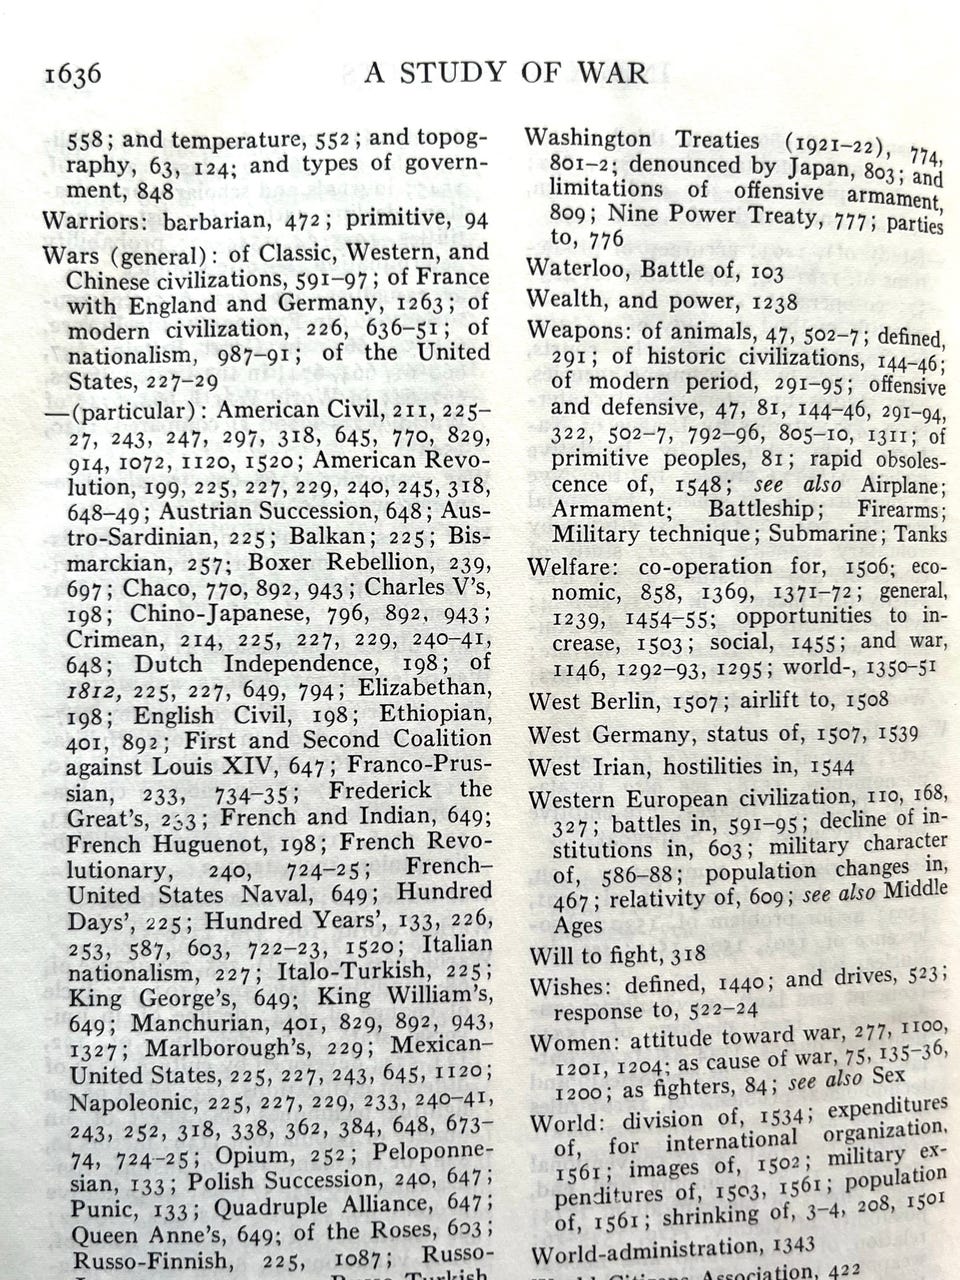 1636
A STUDY OF WAR
558; and temperature, 552; and topog-
raphy, 63, 124; and types of govern-
ment, 848
Warriors: barbarian, 472; primitive, 94
Wars (general): of Classic, Western, and
Chinese civilizations, 591–97; of France
with England and Germany, 1263; of
modern civilization, 226, 636–51; of
nationalism, 987–91; of the United
States, 227–29
—(particular): American Civil, 211, 225–
27, 243, 247, 297, 318, 645, 770, 829,
914, 1072, 1120, 1520; American Revo-
lution, 199, 225, 227, 229, 240, 245, 318,
648–49; Austrian Succession, 648; Aus-
tro-Sardinian, 225; Balkan; 225; Bis-
marckian, 257; Boxer Rebellion, 239,
697; Chaco, 770, 892, 943; Charles V's,
198; Chino-Japanese, 796, 892, 943;
Crimean, 214, 225, 227, 229, 240–41,
648; Dutch Independence, 198; of
1812, 225, 227, 649, 794; Elizabethan,
198; English Civil, 198; Ethiopian,
401, 892; First and Second Coalition
against Louis XIV, 647; Franco-Prus-
sian, 233, 734–35; Frederick the
Great's, 233; French and Indian, 649;
French Huguenot, 198; French Revo-
lutionary, 240, 724–25; French–
United States Naval, 649; Hundred
Days', 225; Hundred Years', 133, 226,
253, 587, 603, 722–23, 1520; Italian
nationalism, 227; Italo-Turkish, 225;
King George's, 649; King William's,
649; Manchurian, 401, 829, 892, 943,
1327; Marlborough's, 229; Mexican–
United States, 225, 227, 243, 645, 1120;
Napoleonic, 225, 227, 229, 233, 240–41,
243, 252, 318, 338, 362, 384, 648, 673–
74, 724–25; Opium, 252; Peloponne-
sian, 133; Polish Succession, 240, 647;
Punic, 133; Quadruple Alliance, 647;
Queen Anne's, 649; of the Roses, 603;
Russo-Finnish, 225, 1087; Russo-
Turkish
Washington Treaties (1921–22), 774,
801–2; denounced by Japan, 803; and
limitations of offensive armament,
809; Nine Power Treaty, 777; parties
to, 776
Waterloo, Battle of, 103
Wealth, and power, 1238
Weapons: of animals, 47, 502–7; defined,
291; of historic civilizations, 144–46;
of modern period, 291–95; offensive
and defensive, 47, 81, 144–46, 291–94,
322, 502–7, 792–96, 805–10, 1311; of
primitive peoples, 81; rapid obsoles-
cence of, 1548; see also Airplane;
Armament; Battleship; Firearms;
Military technique; Submarine; Tanks
Welfare: co-operation for, 1506; eco-
nomic, 858, 1369, 1371–72; general,
1239, 1454–55; opportunities to in-
crease, 1503; social, 1455; and war,
1146, 1292–93, 1295; world-, 1350–51
West Berlin, 1507; airlift to, 1508
West Germany, status of, 1507, 1539
West Irian, hostilities in, 1544
Western European civilization, 110, 168,
327; battles in, 591–95; decline of in-
stitutions in, 603; military character
of, 586–88; population changes in,
467; relativity of, 609; see also Middle
Ages
Will to fight, 318
Wishes: defined, 1440; and drives, 523;
response to, 522–24
Women: attitude toward war, 277, 1100,
1201, 1204; as cause of war, 75, 135–36,
1200; as fighters, 84; see also Sex
World: division of, 1534; expenditures
of, for international organization,
1561; images of, 1502; military ex-
penditures of, 1503, 1561; population
of, 1561; shrinking of, 3–4, 208, 1501
World-administration, 1343
World Citizens Association, 422